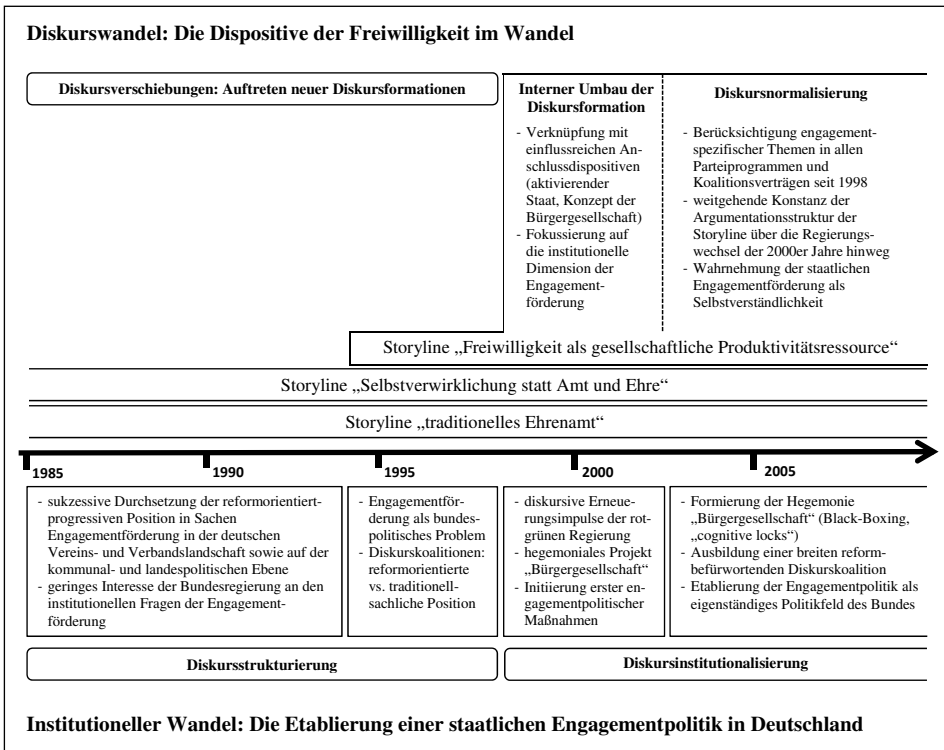 Diskurswandel: Die Dispositive der Freiwilligkeit im Wandel
Diskursverschiebungen: Auftreten neuer Diskursformationen
Interner Umbau der
Diskursformation
- Verknüpfung mit
einflussreichen An-
schlussdispositiven
(aktivierender
Staat, Konzept der
Bürgergesellschaft)
- Fokussierung auf
die institutionelle
Dimension der
Engagement-
förderung
Diskursnormalisierung
- Berücksichtigung engagement-
spezifischer Themen in allen
Parteiprogrammen und
Koalitionsverträgen seit 1998
- weitgehende Konstanz der
Argumentationsstruktur der
Storyline über die Regierungs-
wechsel der 2000er Jahre hinweg
- Wahrnehmung der staatlichen
Engagementförderung als
Selbstverständlichkeit
Storyline „Freiwilligkeit als gesellschaftliche Produktivitätsressource“
Storyline „Selbstverwirklichung statt Amt und Ehre“
Storyline „traditionelles Ehrenamt“
1985 1990 1995 2000 2005
- sukzessive Durchsetzung der reformorientiert-
progressiven Position in Sachen
Engagementförderung in der deutschen
Vereins- und Verbandslandschaft sowie auf der
kommunal- und landespolitischen Ebene
- geringes Interesse der Bundesregierung an den
institutionellen Fragen der Engagement-
förderung
- Engagementför-
derung als bundes-
politisches Problem
- Diskurskoalitionen:
reformorientierte
vs. traditionell-
sachliche Position
- diskursive Erneue-
rungsimpulse der rot-
grünen Regierung
- hegemoniales Projekt
„Bürgergesellschaft“
- Initiierung erster en-
gagementpolitischer
Maßnahmen
- Formierung der Hegemonie
„Bürgergesellschaft“ (Black-Boxing,
„cognitive locks“)
- Ausbildung einer breiten reform-
befürwortenden Diskurskoalition
- Etablierung der Engagementpolitik als
eigenständiges Politikfeld des Bundes
Diskursstrukturierung
Diskursinstitutionalisierung
Institutioneller Wandel: Die Etablierung einer staatlichen Engagementpolitik in Deutschland